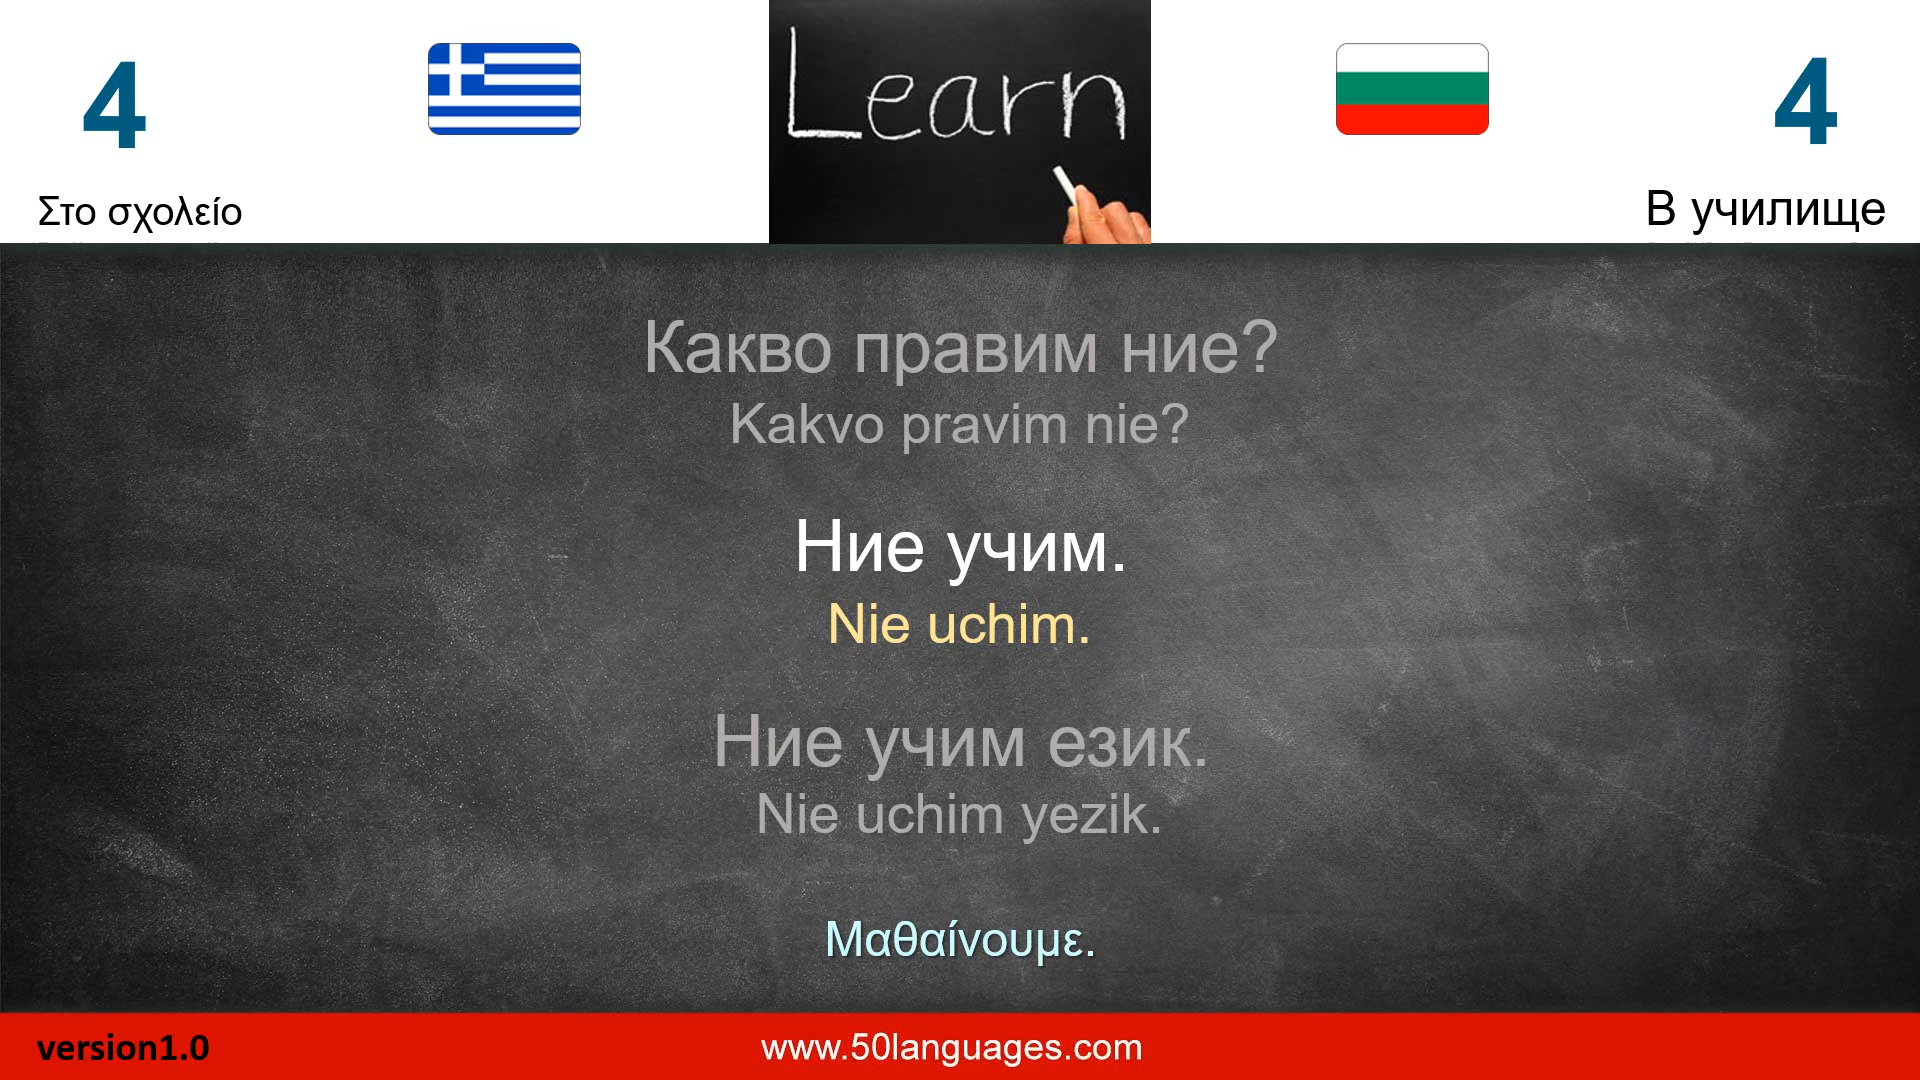 4
Learn
4
Στο σχολείο
В училище
Какво правим ние?
Kakvo pravim nie?
Ние учим.
Nie uchim.
Ние учим език.
Nie uchim yezik.
Μαθαίνουμε.
version1.0
www.50languages.com